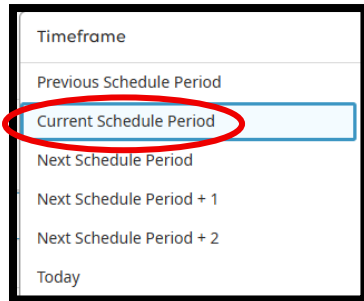 Timeframe
Previous Schedule Period
Current Schedule Period
Next Schedule Period
Next Schedule Period + 1
Next Schedule Period + 2
Today